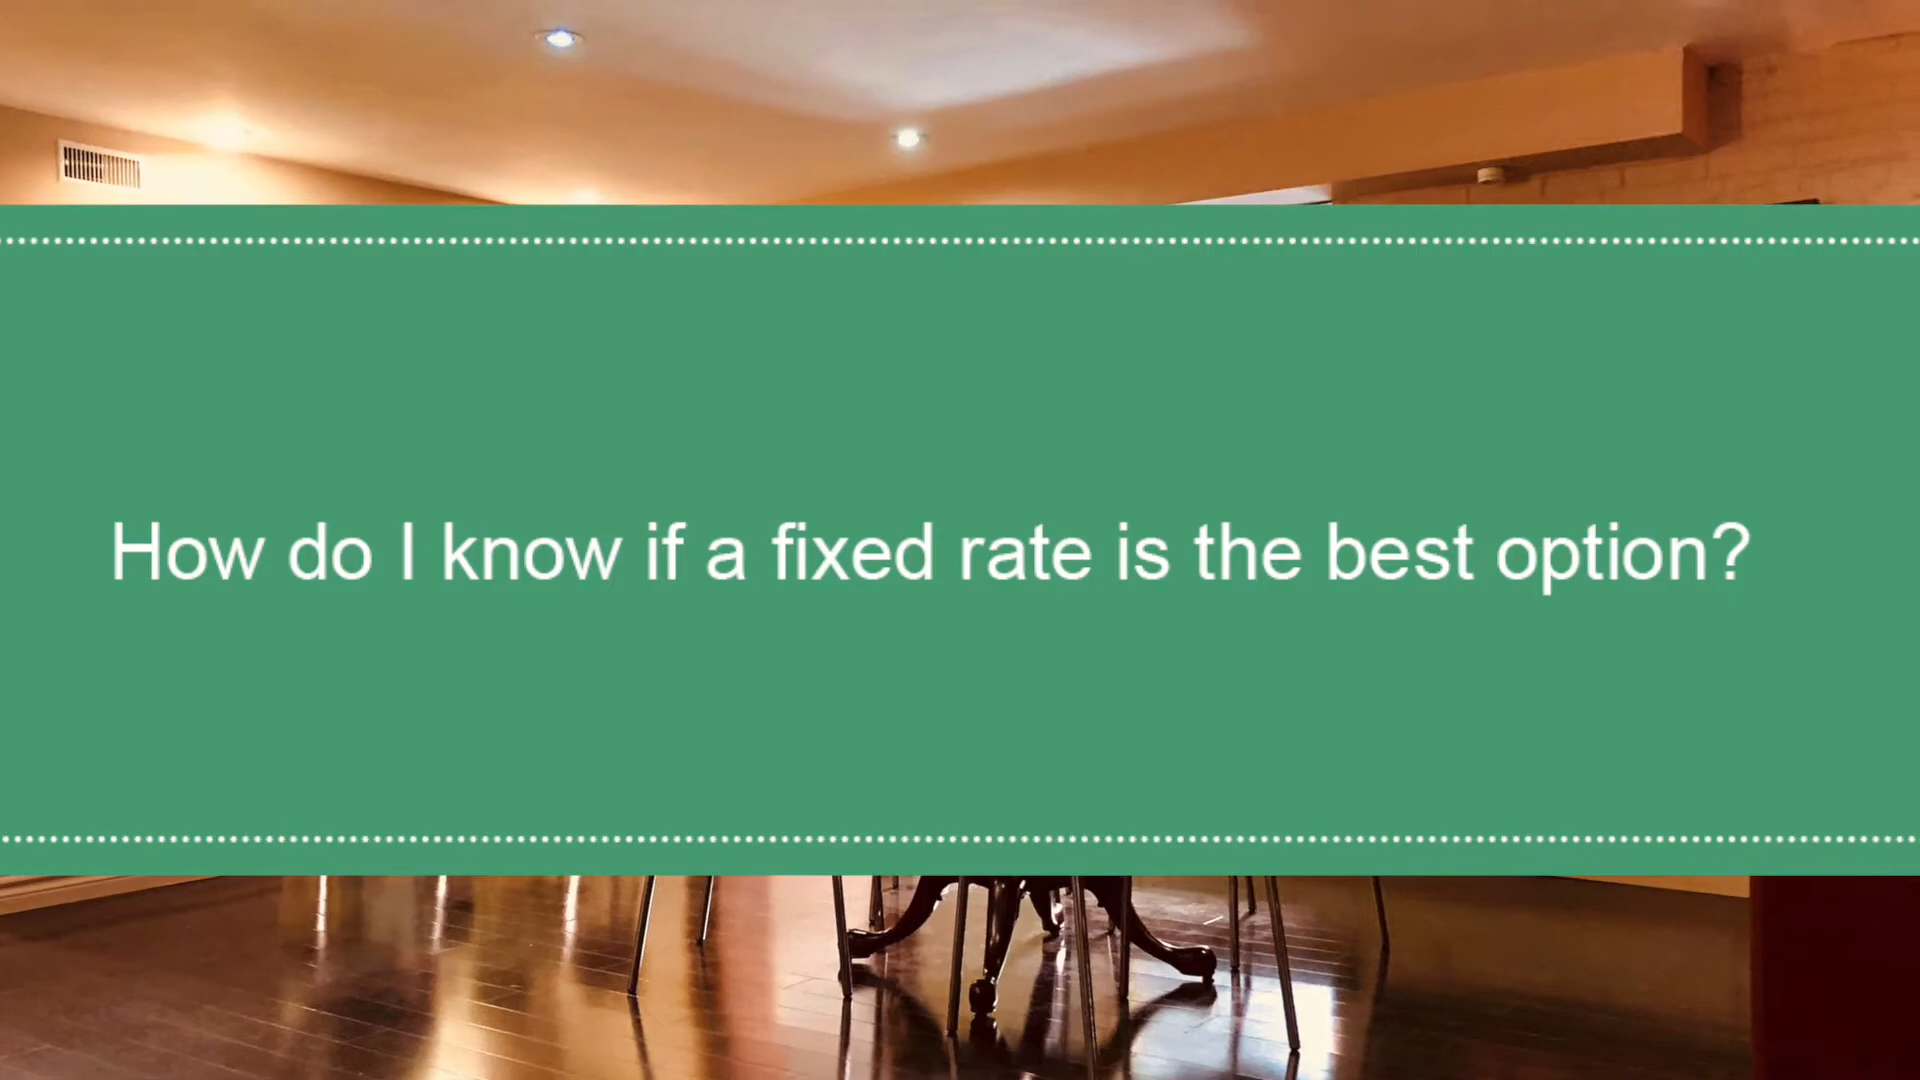 How do I know if a fixed rate is the best option?